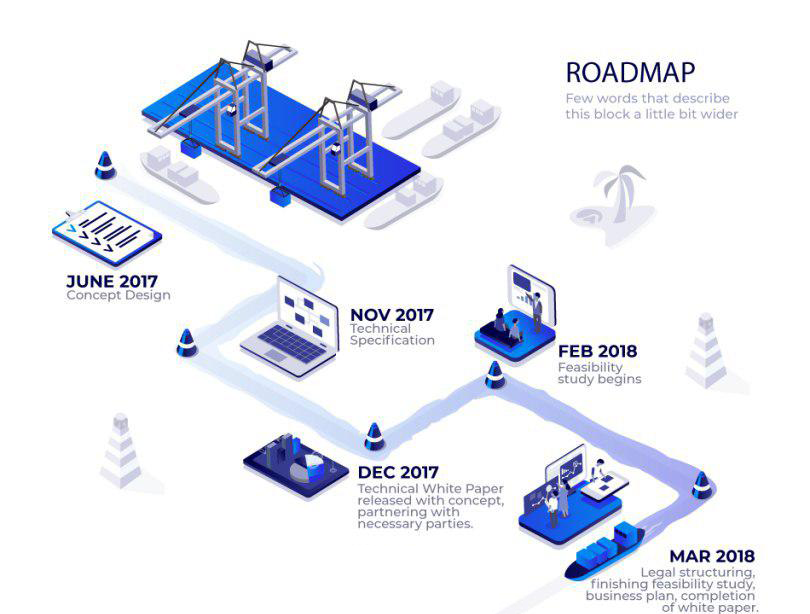 ROADMAP
Few words that describe
this block a little bit wider
JUNE 2017
Concept Design
NOV 2017
Technical
Specification
FEB 2018
Feasibility
study begins
DEC 2017
Technical White Paper
released with concept,
partnering with
necessary parties.
MAR 2018
Legal structuring,
finishing feasibility study,
business plan, completion
of white paper.